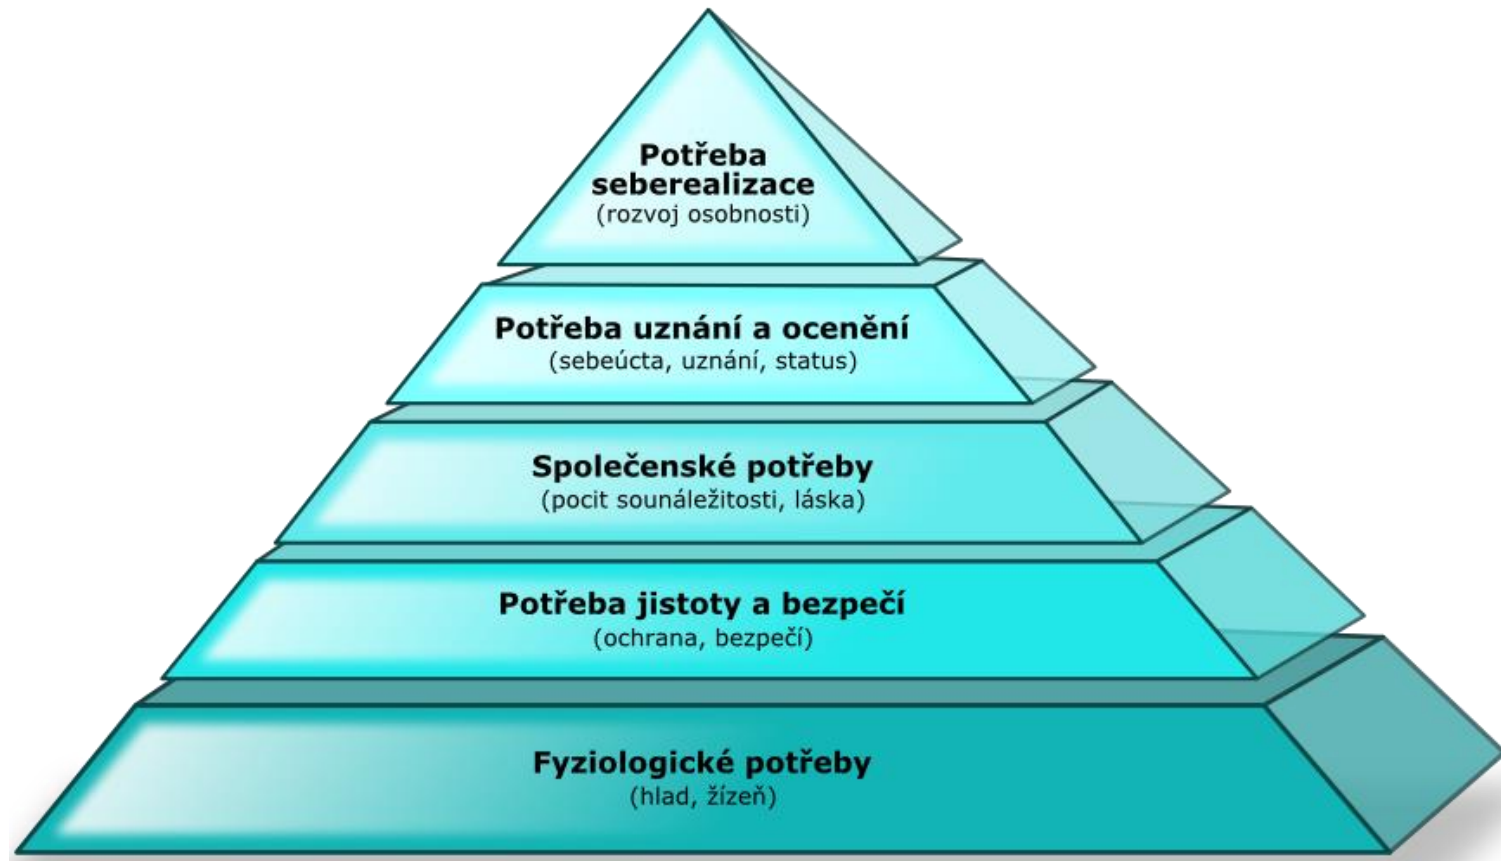 Potřeba
seberealizace
(rozvoj osobnosti)
Potřeba uznání a ocenění
(sebeúcta, uznání, status)
Společenské potřeby
(pocit sounáležitosti, láska)
Potřeba jistoty a bezpečí
(ochrana, bezpečí)
Fyziologické potřeby
(hlad, žízeň)